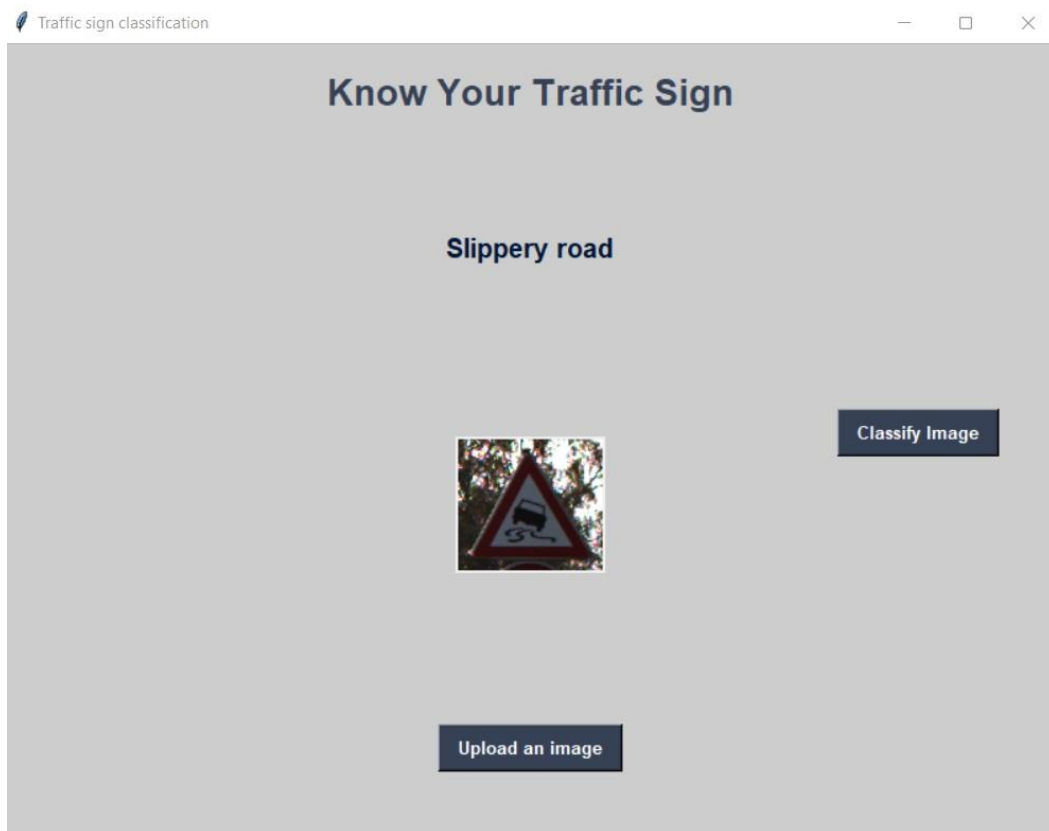 Traffic sign classification
Know Your Traffic Sign
Slippery road
Classify Image
Upload an image